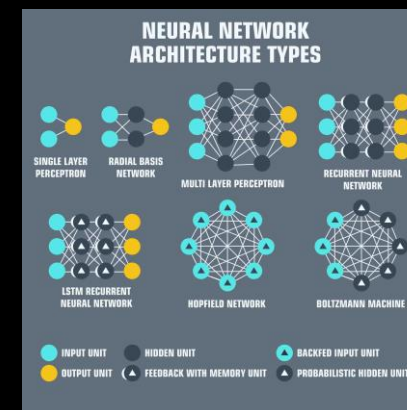 NEURAL NETWORK
ARCHITECTURE TYPES
SINGLE LAYER
PERCEPTRON
RADIAL BASIS
NETWORK
MULTI LAYER PERCEPTRON
RECURRENT NEURAL
NETWORK
LSTM RECURRENT
NEURAL NETWORK
HOPFIELD NETWORK
BOLTZMANN MACHINE
INPUT UNIT
HIDDEN UNIT
BACKFED INPUT UNIT
OUTPUT UNIT
FEEDBACK WITH MEMORY UNIT
PROBABILISTIC HIDDEN UNIT